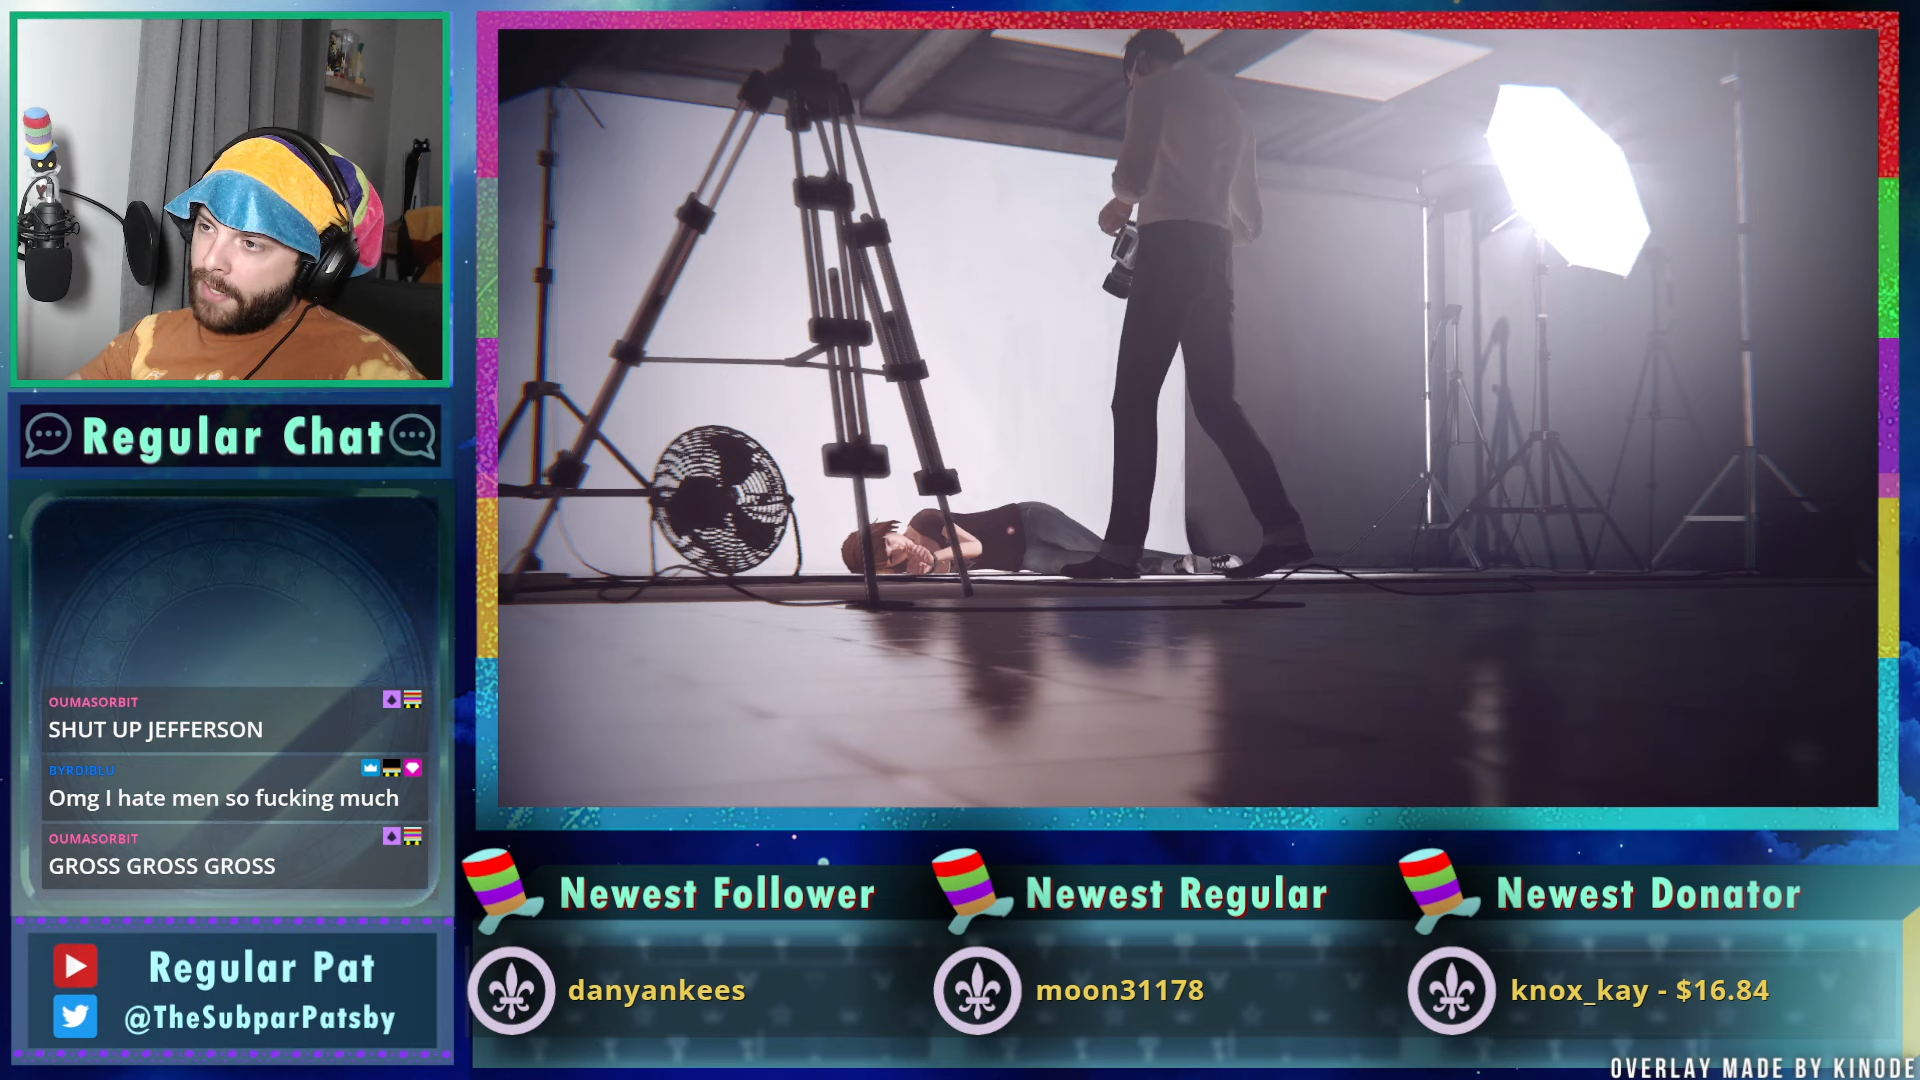 Regular Chat
OUMASORBIT
SHUT UP JEFFERSON
BYRDIBLU
Omg I hate men so fucking much
OUMASORBIT
GROSS GROSS GROSS
Regular Pat
@TheSubparPatsby
Newest Follower
danyankees
Newest Regular
moon31178
Newest Donator
knox_kay - $16.84
OVERLAY MADE BY KINODE